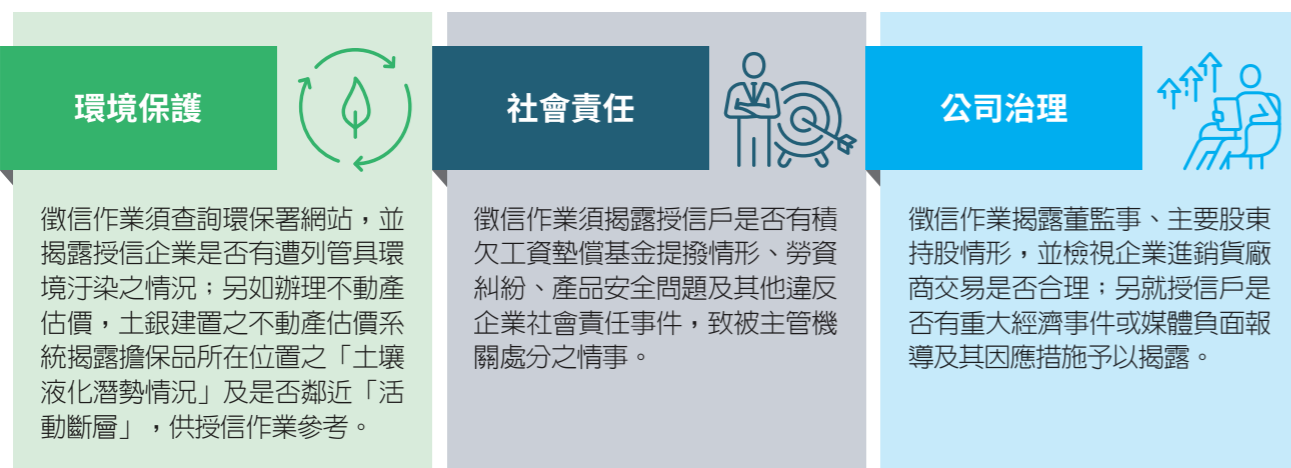 環境保護
徵信作業須查詢環保署網站，並
揭露授信企業是否有遭列管具環
境汙染之情況；另如辦理不動產
估價，土銀建置之不動產估價系
統揭露擔保品所在位置之「土壤
液化潛勢情況」及是否鄰近「活
動斷層」，供授信作業參考。
社會責任
徵信作業須揭露授信戶是否有積
欠工資墊償基金提撥情形、勞資
糾紛、產品安全問題及其他違反
企業社會責任事件，致被主管機
關處分之情事。
公司治理
徵信作業揭露董監事、主要股東
持股情形，並檢視企業進銷貨廠
商交易是否合理；另就授信戶是
否有重大經濟事件或媒體負面報
導及其因應措施予以揭露。